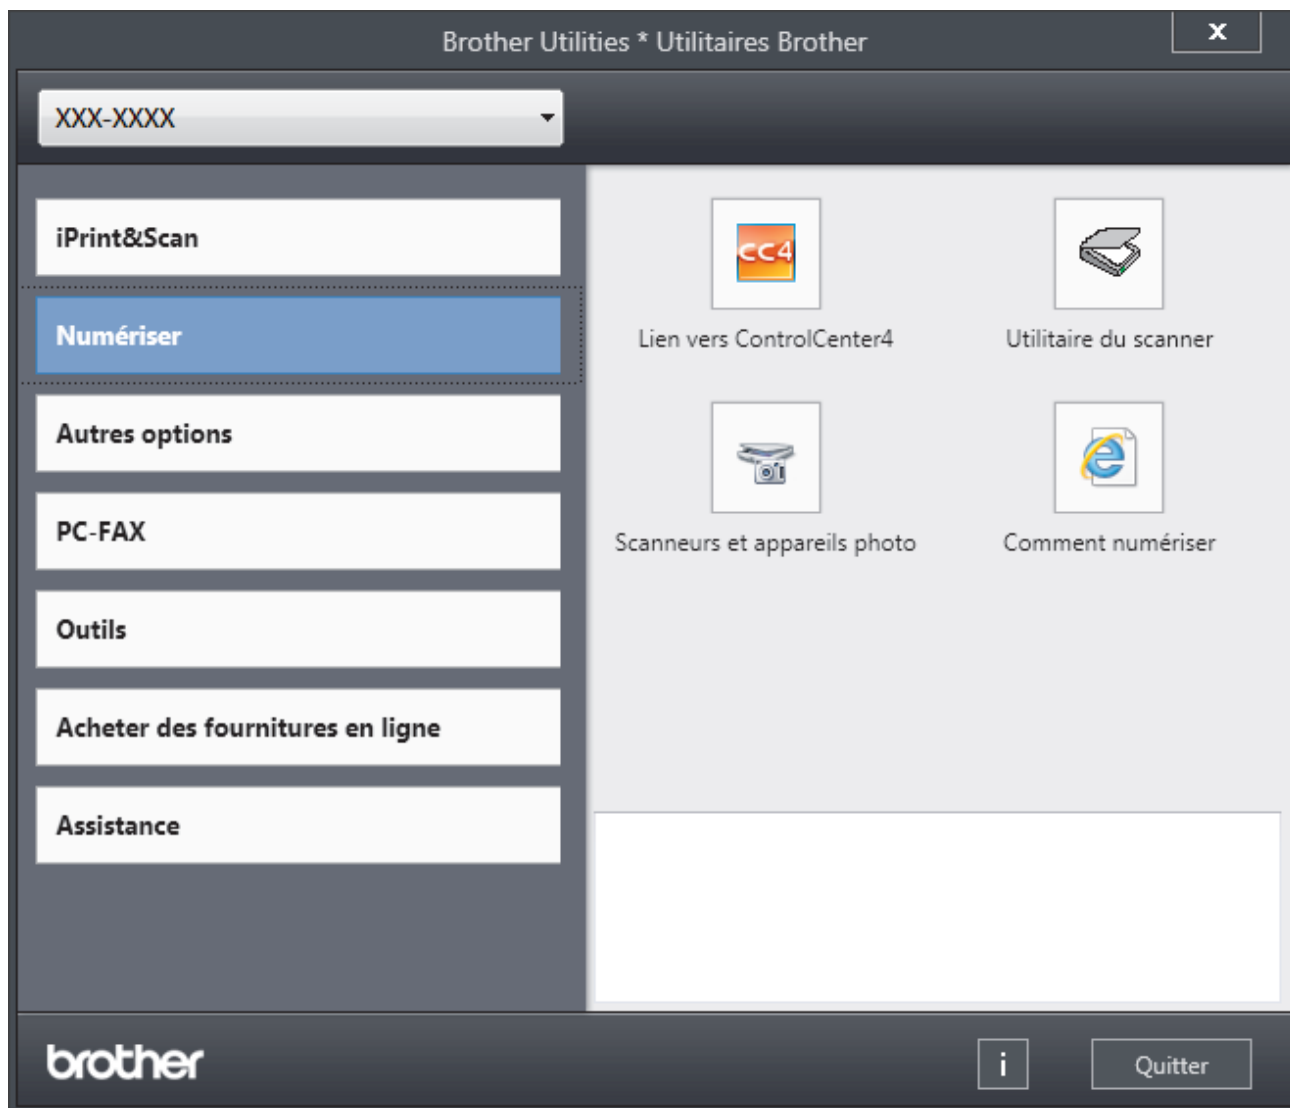 Brother Utilities * Utilitaires Brother
X
XXX-XXXX
iPrint&Scan
Numériser
Autres options
PC-FAX
Outils
Acheter des fournitures en ligne
Assistance
CC4
Lien vers ControlCenter4
Utilitaire du scanner
Scanneurs et appareils photo
Comment numériser
brother
i
Quitter